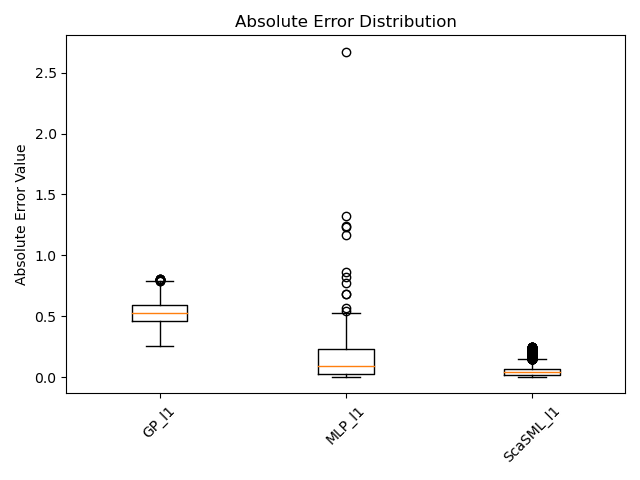 Absolute Error Distribution
Absolute Error Value
2.5
2.0
1.5
1.0
0.5
0.0
GP_l1
MLP_l1
ScaSML_l1